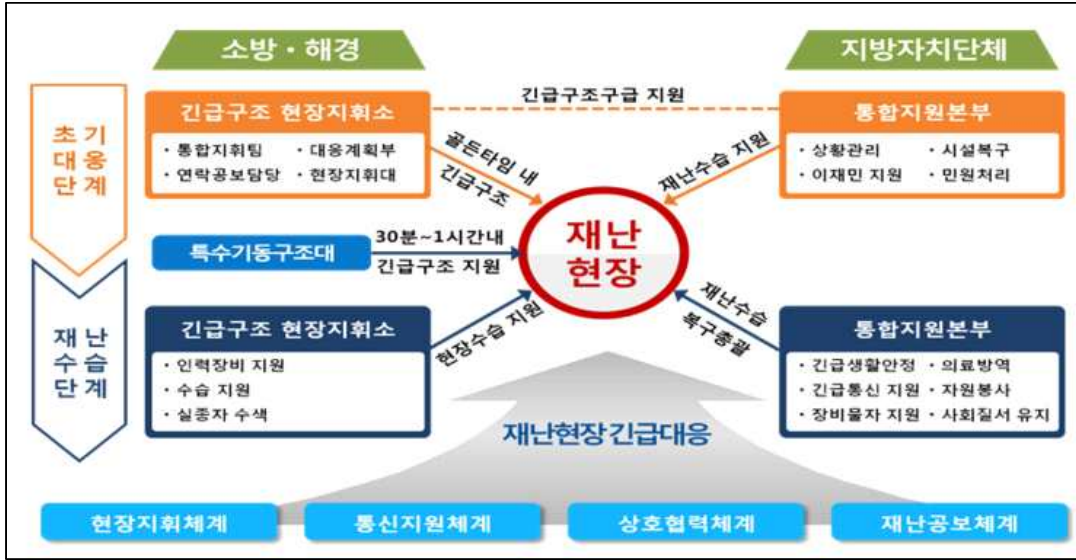 소방・해경
지방자치단체
초기
대응
단계
긴급구조 현장지휘소
・통합지휘팀 ・대응계획부
・연락공보담당 ・현장지휘대
긴급구조구급 지원
통합지원본부
・상황관리 ・시설복구
・이재민 지원 ・민원처리
골든타임 내
긴급구조
재난수습 지원
특수기동구조대
30분~1시간내
긴급구조 지원
재난
현장
재난
수습
단계
긴급구조 현장지휘소
・인력장비 지원
・수습 지원
・실종자 수색
현장수습 지원
재난수습
복구총괄
통합지원본부
・긴급생활안정 ・의료방역
・긴급통신 지원 ・자원봉사
・장비물자 지원 ・사회질서 유지
재난현장 긴급대응
현장지휘체계
통신지원체계
상호협력체계
재난공보체계